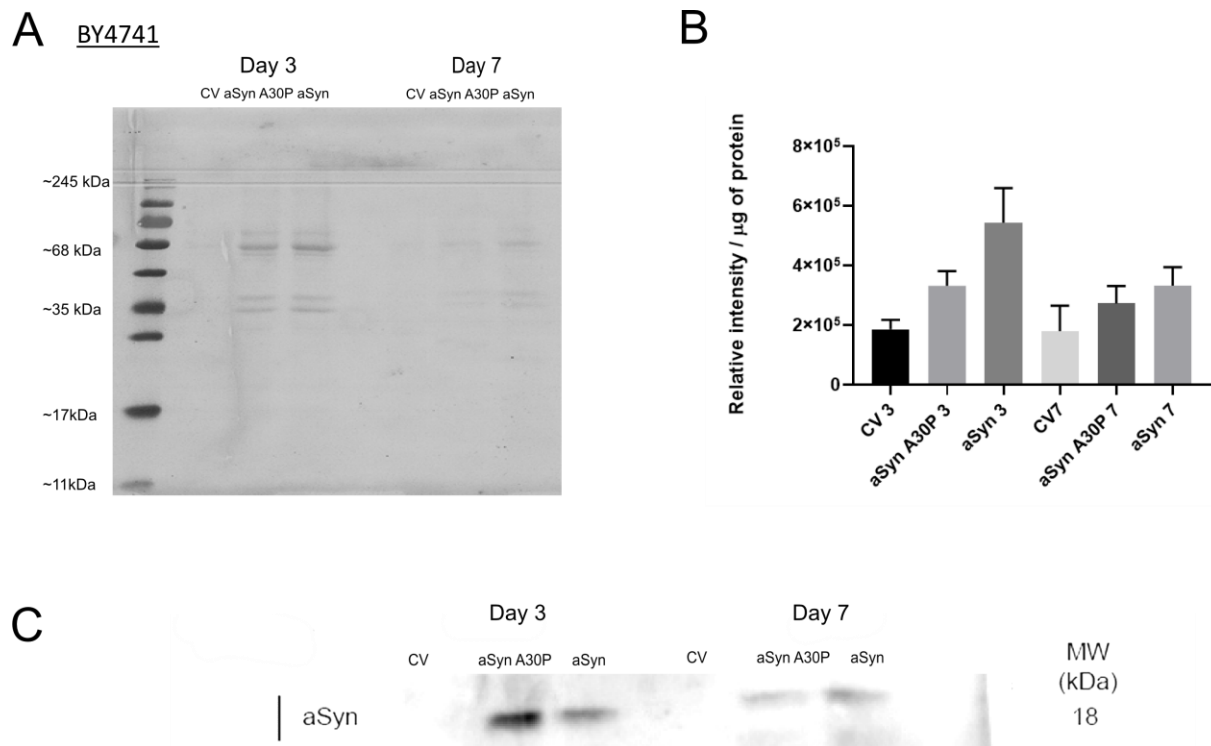 A BY4741
Day 3 Day 7
CV aSyn A30P aSyn CV aSyn A30P aSyn
~245 kDa
~68 kDa
~35 kDa
~17kDa
~11kDa
B
Relative intensity / µg of protein
8×10⁵
6×10⁵
4×10⁵
2×10⁵
0
CV 3
aSyn A30P 3
aSyn 3
CV7
aSyn A30P 7
aSyn 7
C
Day 3 Day 7
CV aSyn A30P aSyn CV aSyn A30P aSyn
MW
(kDa)
aSyn 18